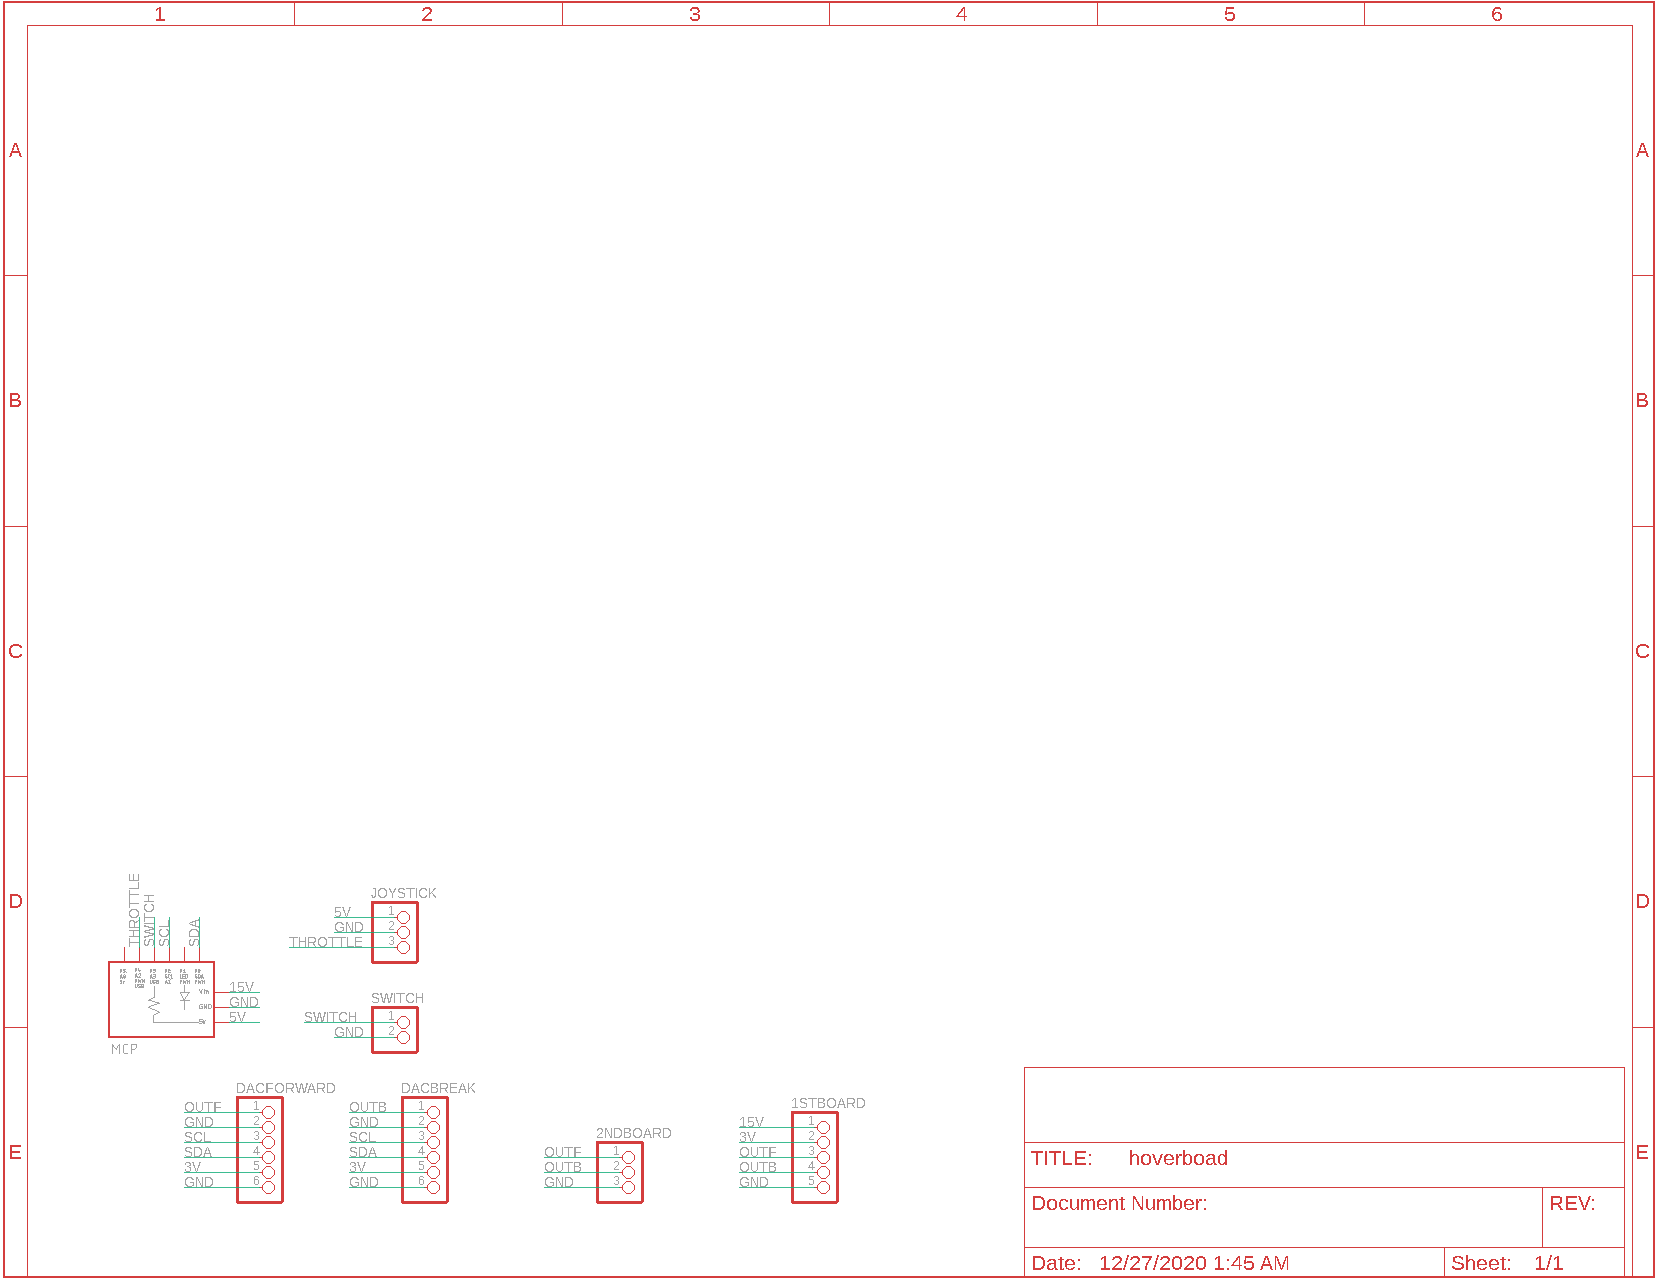 1 2 3 4 5 6
A A
B B
C C
D D
E E
THROTTLE
SWITCH
SCL
SDA
Vin
GND
5V
15V
GND
5V
MCP
JOYSTICK
5V 1
GND 2
THROTTLE 3
SWITCH
SWITCH 1
GND 2
DACFORWARD
OUTF 1
GND 2
SCL 3
SDA 4
3V 5
GND 6
DACBREAK
OUTB 1
GND 2
SCL 3
SDA 4
3V 5
GND 6
2NDBOARD
OUTF 1
OUTB 2
GND 3
1STBOARD
15V 1
3V 2
OUTF 3
OUTB 4
GND 5
TITLE: hoverboad
Document Number:
REV:
Date: 12/27/2020 1:45 AM
Sheet: 1/1